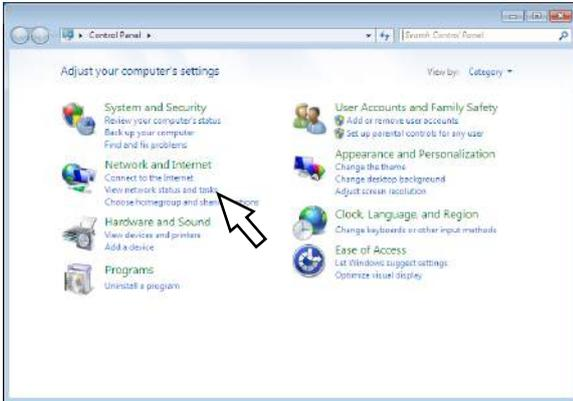 Control Panel
Search Control Panel
Adjust your computer's settings
View by: Category
System and Security
Review your computer's status
Back up your computer
Find and fix problems
Network and Internet
Connect to the Internet
View network status and tasks
Choose homegroup and sharing options
Hardware and Sound
View devices and printers
Add a device
Programs
Uninstall a program
User Accounts and Family Safety
Add or remove user accounts
Set up parental controls for any user
Appearance and Personalization
Change the theme
Change desktop background
Adjust screen resolution
Clock, Language, and Region
Change keyboards or other input methods
Ease of Access
Let Windows suggest settings
Optimize visual display